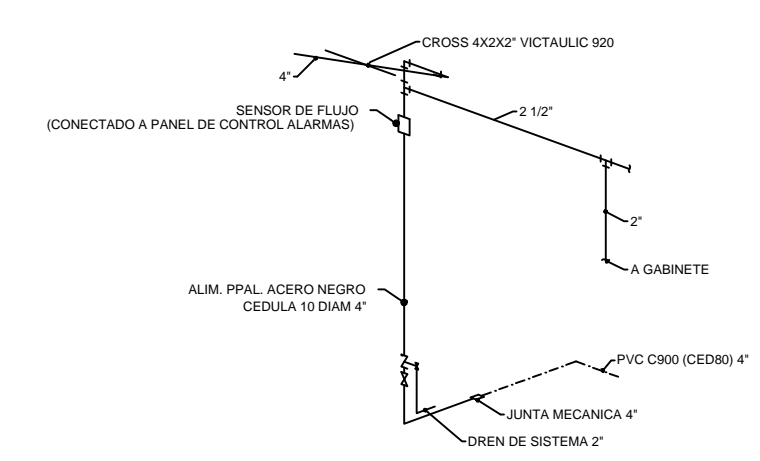 CROSS 4X2X2" VICTAULIC 920
4"
SENSOR DE FLUJO
(CONECTADO A PANEL DE CONTROL ALARMAS)
2 1/2"
2"
A GABINETE
ALIM. PPAL. ACERO NEGRO
CEDULA 10 DIAM 4"
PVC C900 (CED80) 4"
JUNTA MECANICA 4"
DREN DE SISTEMA 2"